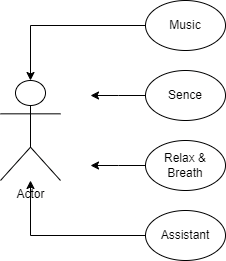 Music
Sence
Relax &
Breath
Actor
Assistant